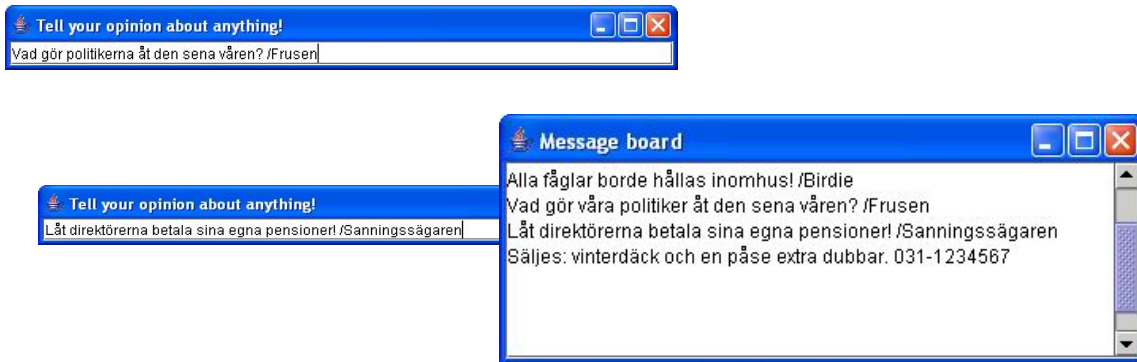 Tell your opinion about anything!
Vad gör politikerna åt den sena våren? /Frusen
Message board
Alla fåglar borde hållas inomhus! /Birdie
Vad gör våra politiker åt den sena våren? /Frusen
Låt direktörerna betala sina egna pensioner! /Sanningssägaren
Säljes: vinterdäck och en påse extra dubbar. 031-1234567
Tell your opinion about anything!
Låt direktörerna betala sina egna pensioner! /Sanningssägaren